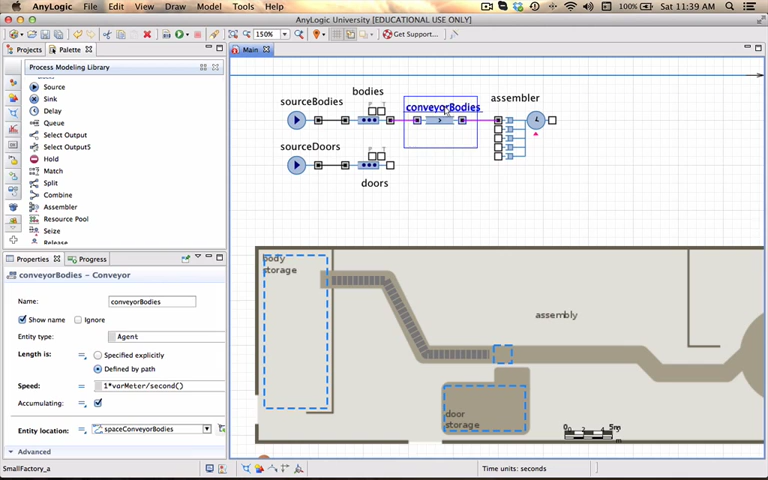 AnyLogic File Edit View Draw Model Tools Help 100% Sat 11:39 AM
AnyLogic University [EDUCATIONAL USE ONLY]
150% Get Support...
Projects Palette Main
Process Modeling Library
Source
Sink
Delay
Queue
Select Output
Select Output5
Hold
Match
Split
Combine
Assembler
Resource Pool
Seize
Release
bodies
sourceBodies
conveyorBodies
assembler
sourceDoors
doors
Properties Progress
conveyorBodies - Conveyor
Name: conveyorBodies
Show name Ignore
Entity type: Agent
Length is: Specified explicitly
Defined by path
Speed: 1*varMeter/second()
Accumulating:
Entity location: spaceConveyorBodies
Advanced
body
storage
assembly
door
storage
0 5m
SmallFactory_a Time units: seconds